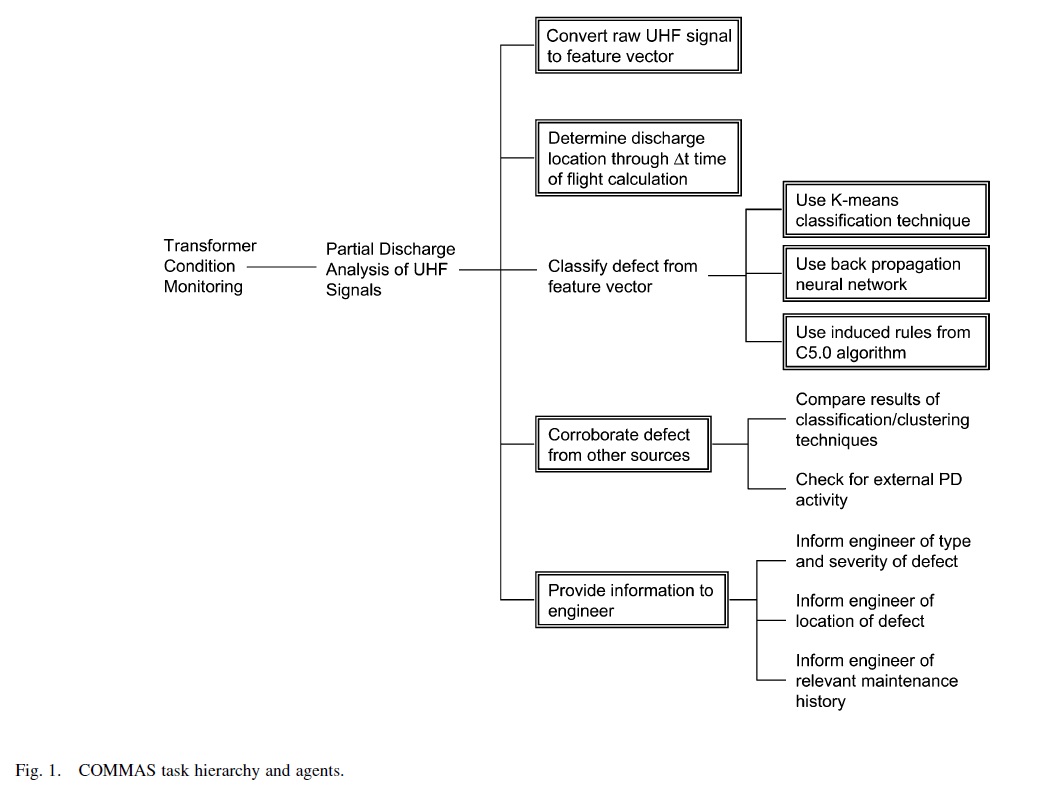 Convert raw UHF signal
to feature vector
Determine discharge
location through Δt time
of flight calculation
Use K-means
classification technique
Transformer
Condition
Monitoring
Partial Discharge
Analysis of UHF
Signals
Classify defect from
feature vector
Use back propagation
neural network
Use induced rules from
C5.0 algorithm
Corroborate defect
from other sources
Compare results of
classification/clustering
techniques
Check for external PD
activity
Provide information to
engineer
Inform engineer of type
and severity of defect
Inform engineer of
location of defect
Inform engineer of
relevant maintenance
history
Fig. 1. COMMAS task hierarchy and agents.